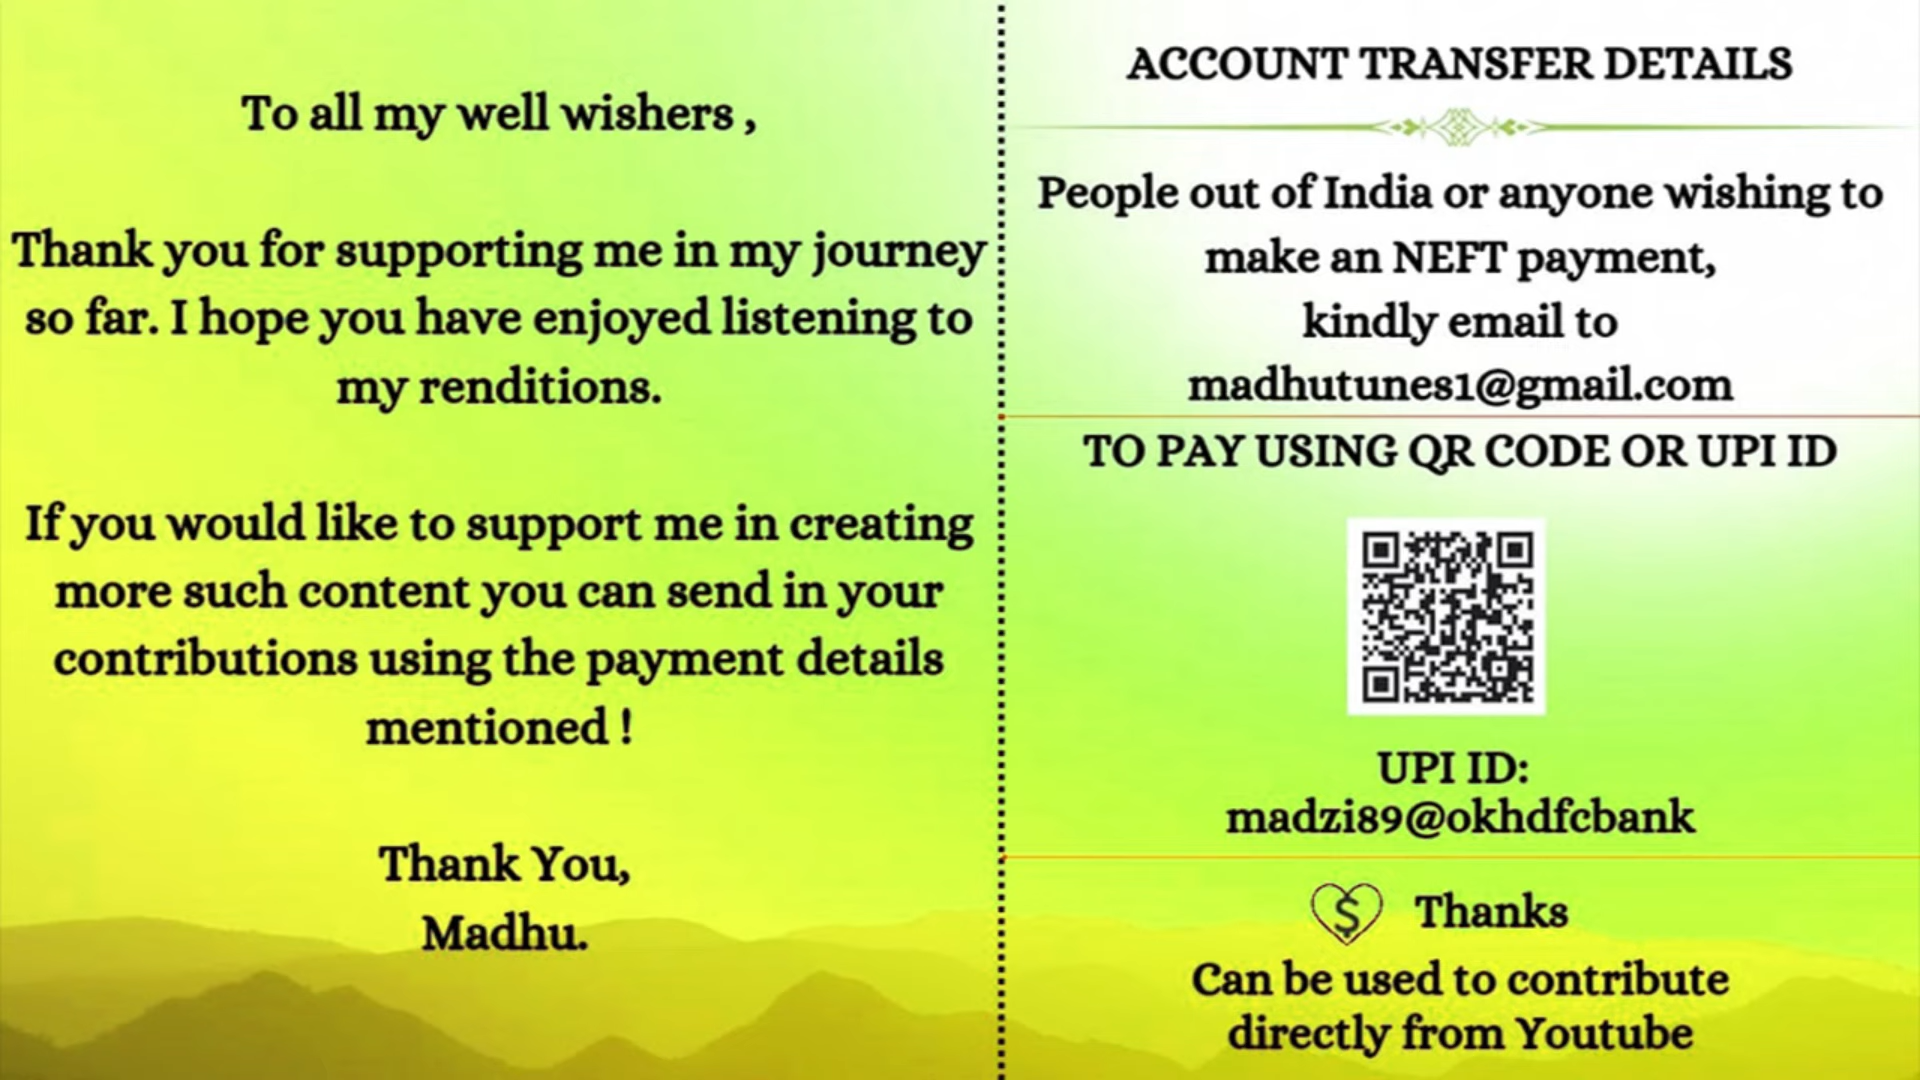 To all my well wishers ,
Thank you for supporting me in my journey
so far. I hope you have enjoyed listening to
my renditions.
If you would like to support me in creating
more such content you can send in your
contributions using the payment details
mentioned !
Thank You,
Madhu.
ACCOUNT TRANSFER DETAILS
People out of India or anyone wishing to
make an NEFT payment,
kindly email to
madhutunes1@gmail.com
TO PAY USING QR CODE OR UPI ID
UPI ID:
madzi89@okhdfcbank
$ Thanks
Can be used to contribute
directly from Youtube